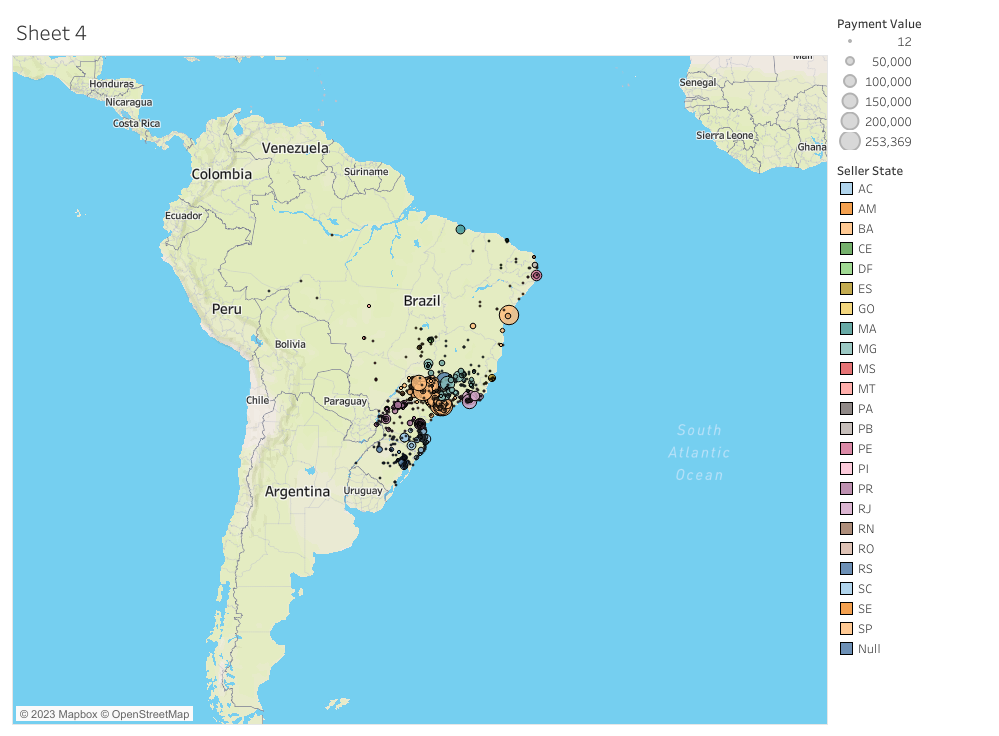 Sheet 4
Honduras
Nicaragua
Costa Rica
Venezuela
Colombia
Suriname
Ecuador
Peru
Brazil
Bolivia
Chile
Paraguay
Argentina
Uruguay
Senegal
Sierra Leone
Ghana
South
Atlantic
Ocean
© 2023 Mapbox © OpenStreetMap
Payment Value
12
50,000
100,000
150,000
200,000
253,369
Seller State
AC
AM
BA
CE
DF
ES
GO
MA
MG
MS
MT
PA
PB
PE
PI
PR
RJ
RN
RO
RS
SC
SE
SP
Null